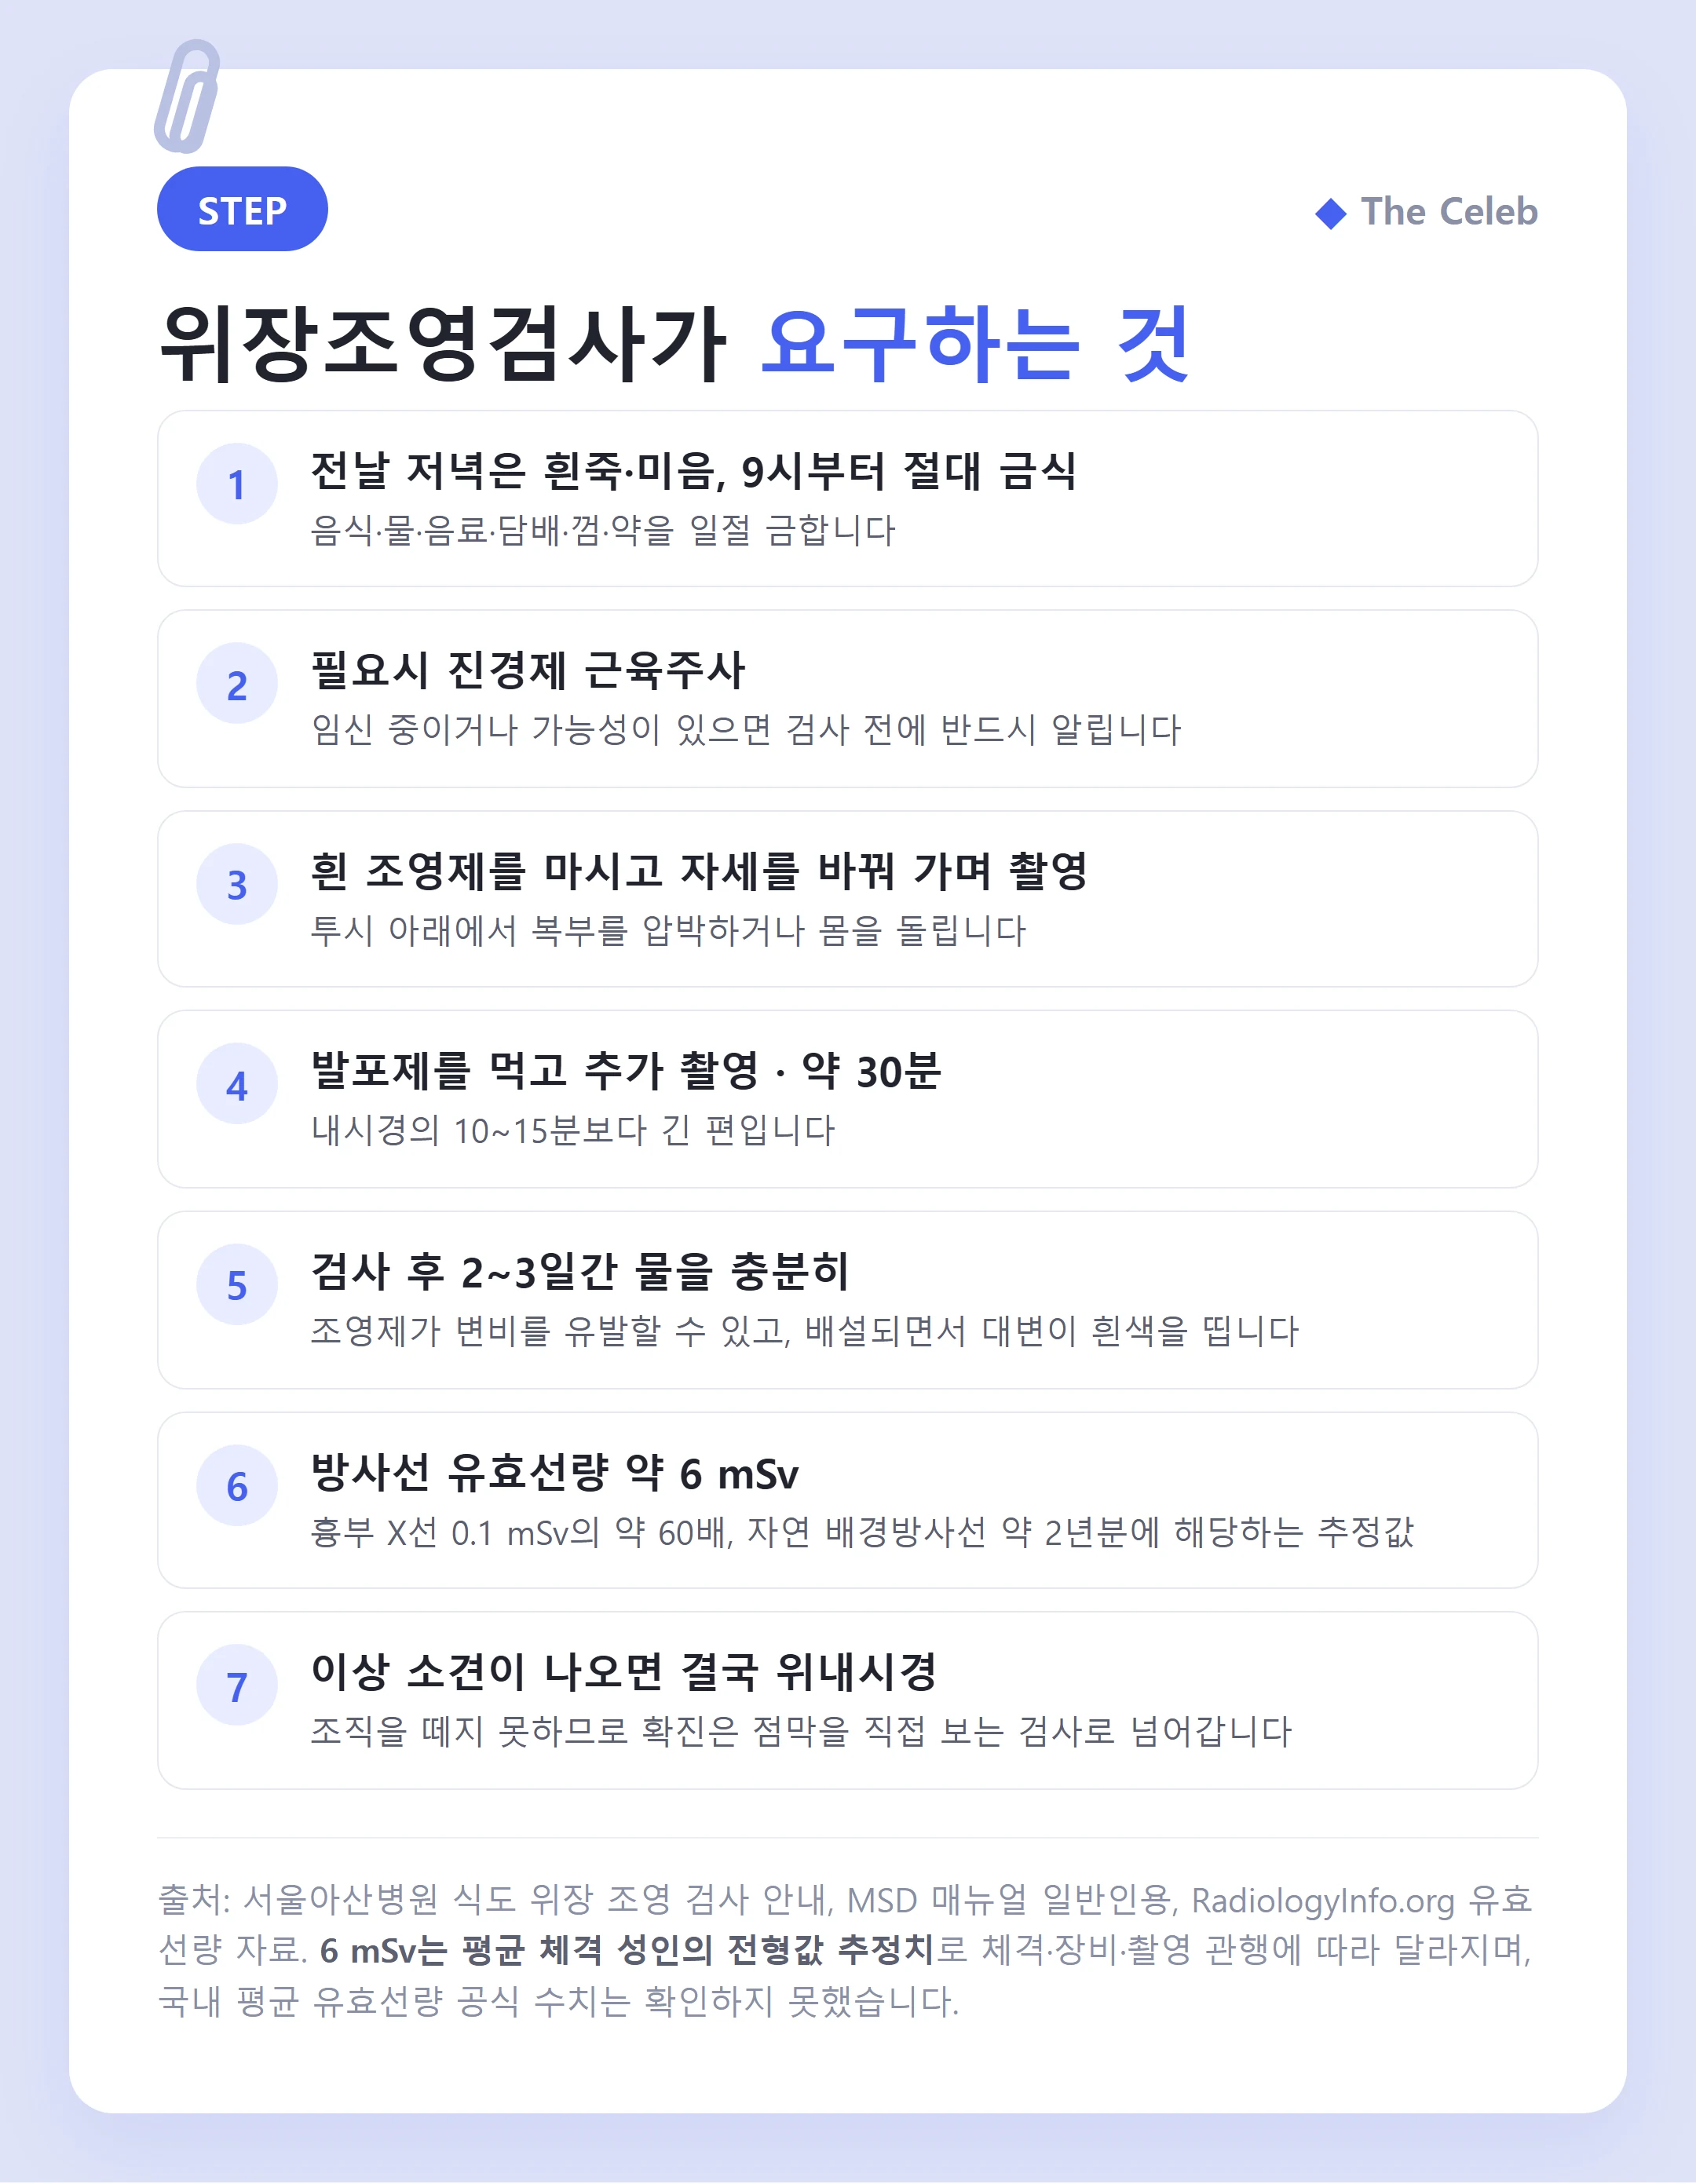 STEP
The Celeb
위장조영검사가 요구하는 것
1
전날 저녁은 흰죽·미음, 9시부터 절대 금식
음식·물·음료·담배·껌·약을 일절 금합니다
2
필요시 진경제 근육주사
임신 중이거나 가능성이 있으면 검사 전에 반드시 알립니다
3
흰 조영제를 마시고 자세를 바꿔 가며 촬영
투시 아래에서 복부를 압박하거나 몸을 돌립니다
4
발포제를 먹고 추가 촬영 · 약 30분
내시경의 10~15분보다 긴 편입니다
5
검사 후 2~3일간 물을 충분히
조영제가 변비를 유발할 수 있고, 배설되면서 대변이 흰색을 띕니다
6
방사선 유효선량 약 6 mSv
흉부 X선 0.1 mSv의 약 60배, 자연 배경방사선 약 2년분에 해당하는 추정값
7
이상 소견이 나오면 결국 위내시경
조직을 떼지 못하므로 확진은 점막을 직접 보는 검사로 넘어갑니다
출처: 서울아산병원 식도 위장 조영 검사 안내, MSD 매뉴얼 일반인용, RadiologyInfo.org 유효
선량 자료. 6 mSv는 평균 체격 성인의 전형값 추정치로 체격·장비·촬영 관행에 따라 달라지며,
국내 평균 유효선량 공식 수치는 확인하지 못했습니다.